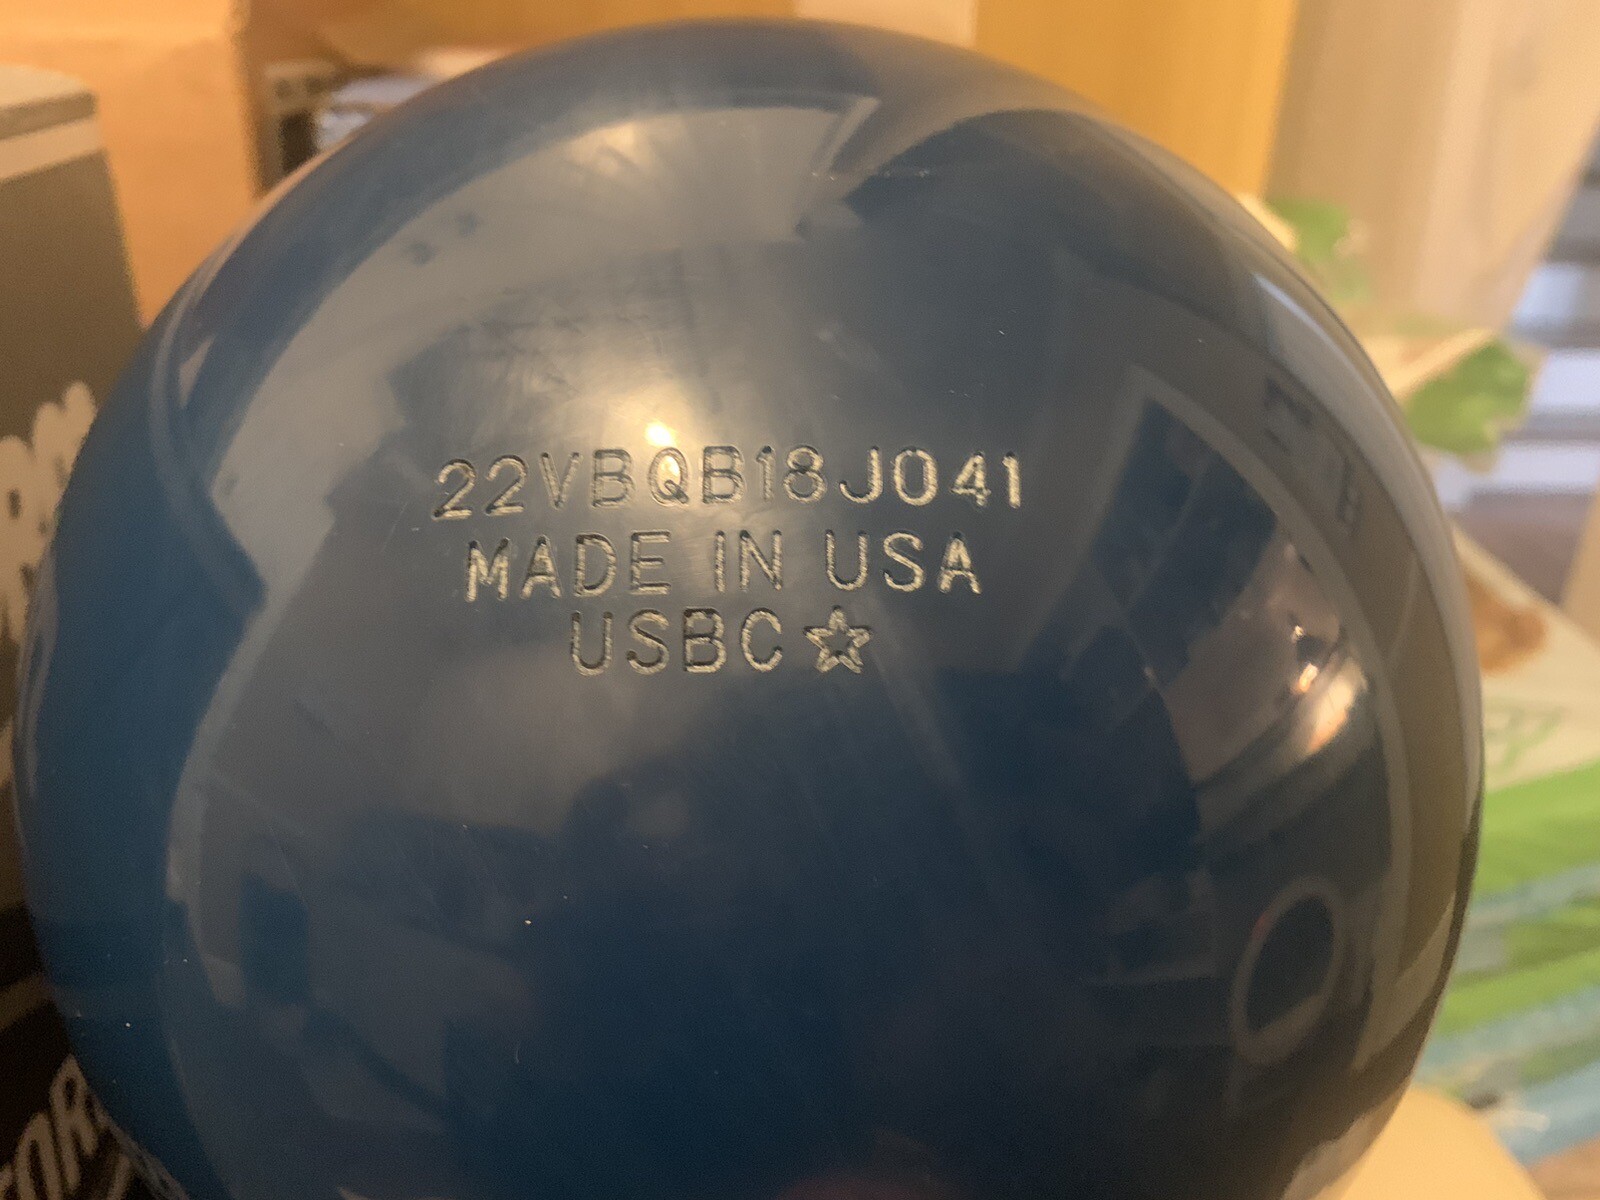 22VBQB18J041
MADE IN USA
USBC☆